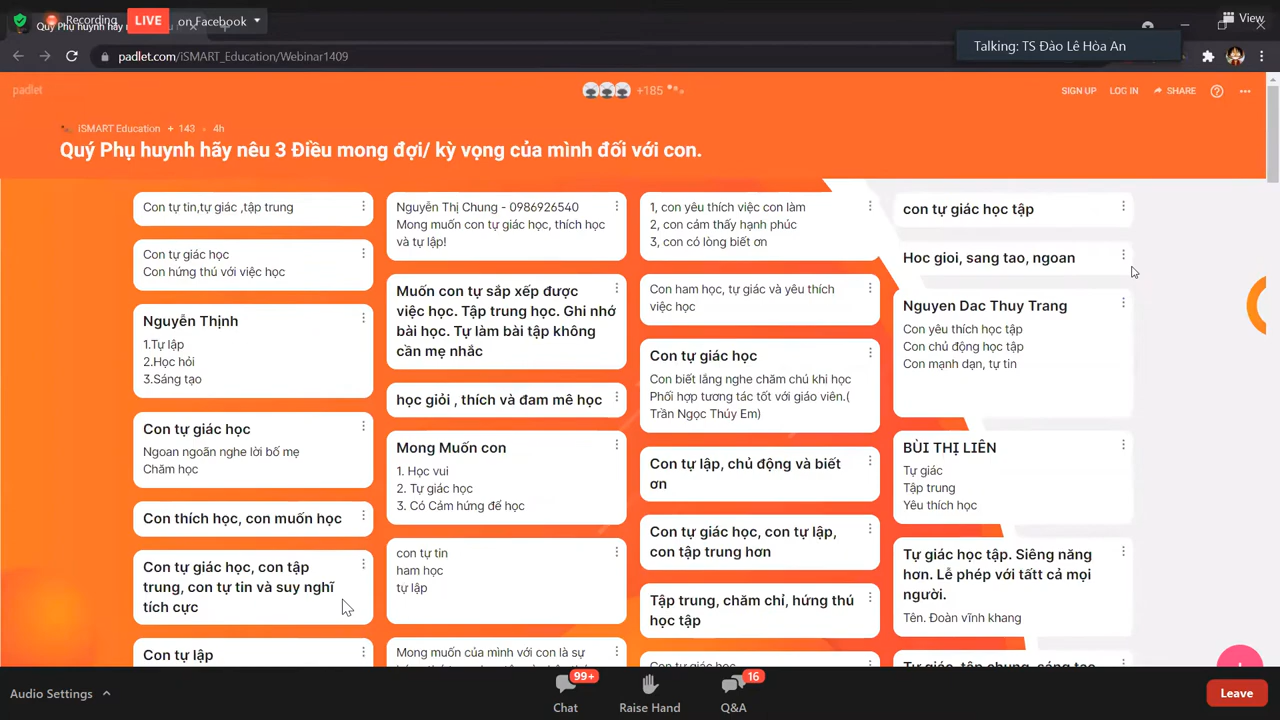 Recording
LIVE
on Facebook
View
Talking: TS Đào Lê Hòa An
padlet.com/iSMART_Education/Webinar1409
padlet
+185
SIGN UP
LOG IN
SHARE
iSMART Education + 143 • 4h
Quý Phụ huynh hãy nêu 3 Điều mong đợi/ kỳ vọng của mình đối với con.
Con tự tin,tự giác ,tập trung
Con tự giác học
Con hứng thú với việc học
Nguyễn Thịnh
1.Tự lập
2.Học hỏi
3.Sáng tạo
Con tự giác học
Ngoan ngoãn nghe lời bố mẹ
Chăm học
Con thích học, con muốn học
Con tự giác học, con tập
trung, con tự tin và suy nghĩ
tích cực
Con tự lập
Nguyễn Thị Chung - 0986926540
Mong muốn con tự giác học, thích học
và tự lập!
Muốn con tự sắp xếp được
việc học. Tập trung học. Ghi nhớ
bài học. Tự làm bài tập không
cần mẹ nhắc
học giỏi , thích và đam mê học
Mong Muốn con
1. Học vui
2. Tự giác học
3. Có Cảm hứng để học
con tự tin
ham học
tự lập
Mong muốn của mình với con là sự
1, con yêu thích việc con làm
2, con cảm thấy hạnh phúc
3, con có lòng biết ơn
Con ham học, tự giác và yêu thích
việc học
Con tự giác học
Con biết lắng nghe chăm chú khi học
Phối hợp tương tác tốt với giáo viên.(
Trần Ngọc Thúy Em)
Con tự lập, chủ động và biết
ơn
Con tự giác học, con tự lập,
con tập trung hơn
Tập trung, chăm chỉ, hứng thú
học tập
Con tự giác học
con tự giác học tập
Hoc gioi, sang tao, ngoan
Nguyen Dac Thuy Trang
Con yêu thích học tập
Con chủ động học tập
Con mạnh dạn, tự tin
BÙI THỊ LIÊN
Tự giác
Tập trung
Yêu thích học
Tự giác học tập. Siêng năng
hơn. Lễ phép với tất cả mọi
người.
Tên. Đoàn vĩnh khang
Tự giác, tập chung, sáng tạo
Audio Settings
99+
Chat
Raise Hand
16
Q&A
Leave